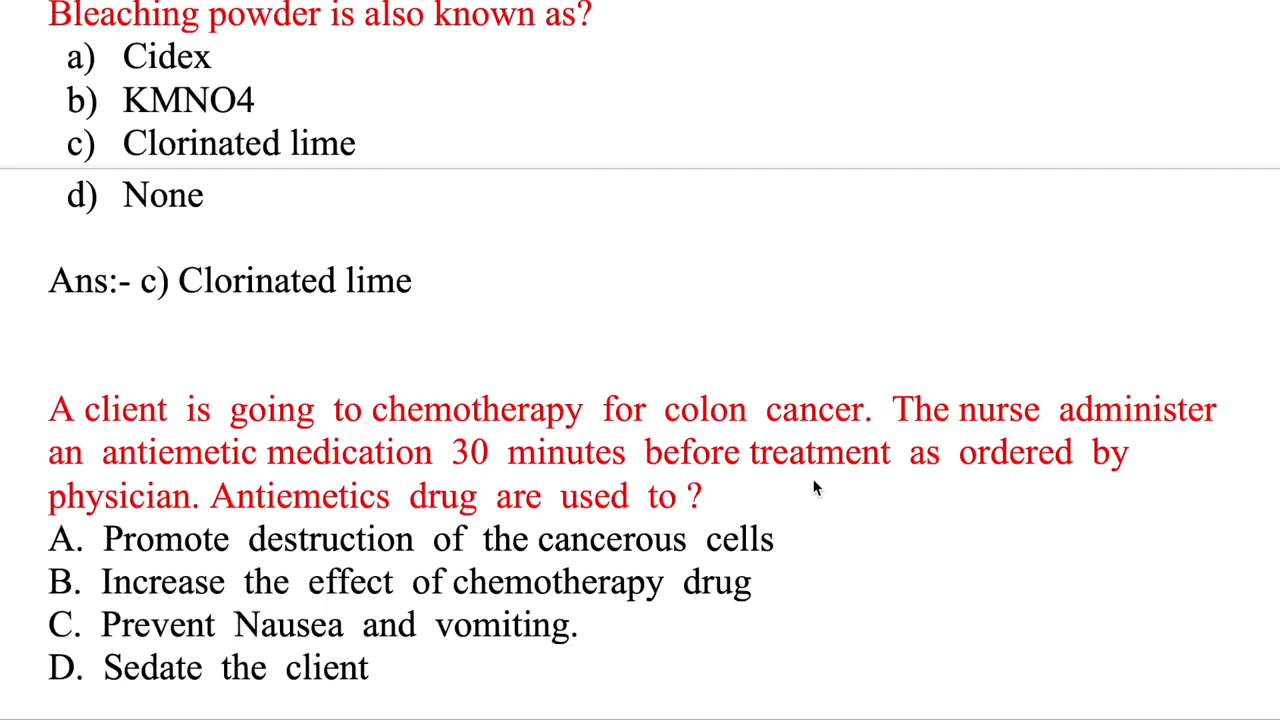 Bleaching powder is also known as?
a) Cidex
b) KMNO4
c) Clorinated lime
d) None
Ans:- c) Clorinated lime
A client is going to chemotherapy for colon cancer. The nurse administer
an antiemetic medication 30 minutes before treatment as ordered by
physician. Antiemetics drug are used to ?
A. Promote destruction of the cancerous cells
B. Increase the effect of chemotherapy drug
C. Prevent Nausea and vomiting.
D. Sedate the client